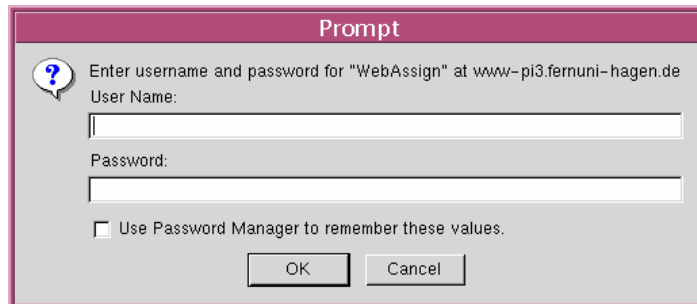 Prompt
Enter username and password for "WebAssign" at www-pi3.fernuni-hagen.de
User Name:
Password:
Use Password Manager to remember these values.
OK
Cancel